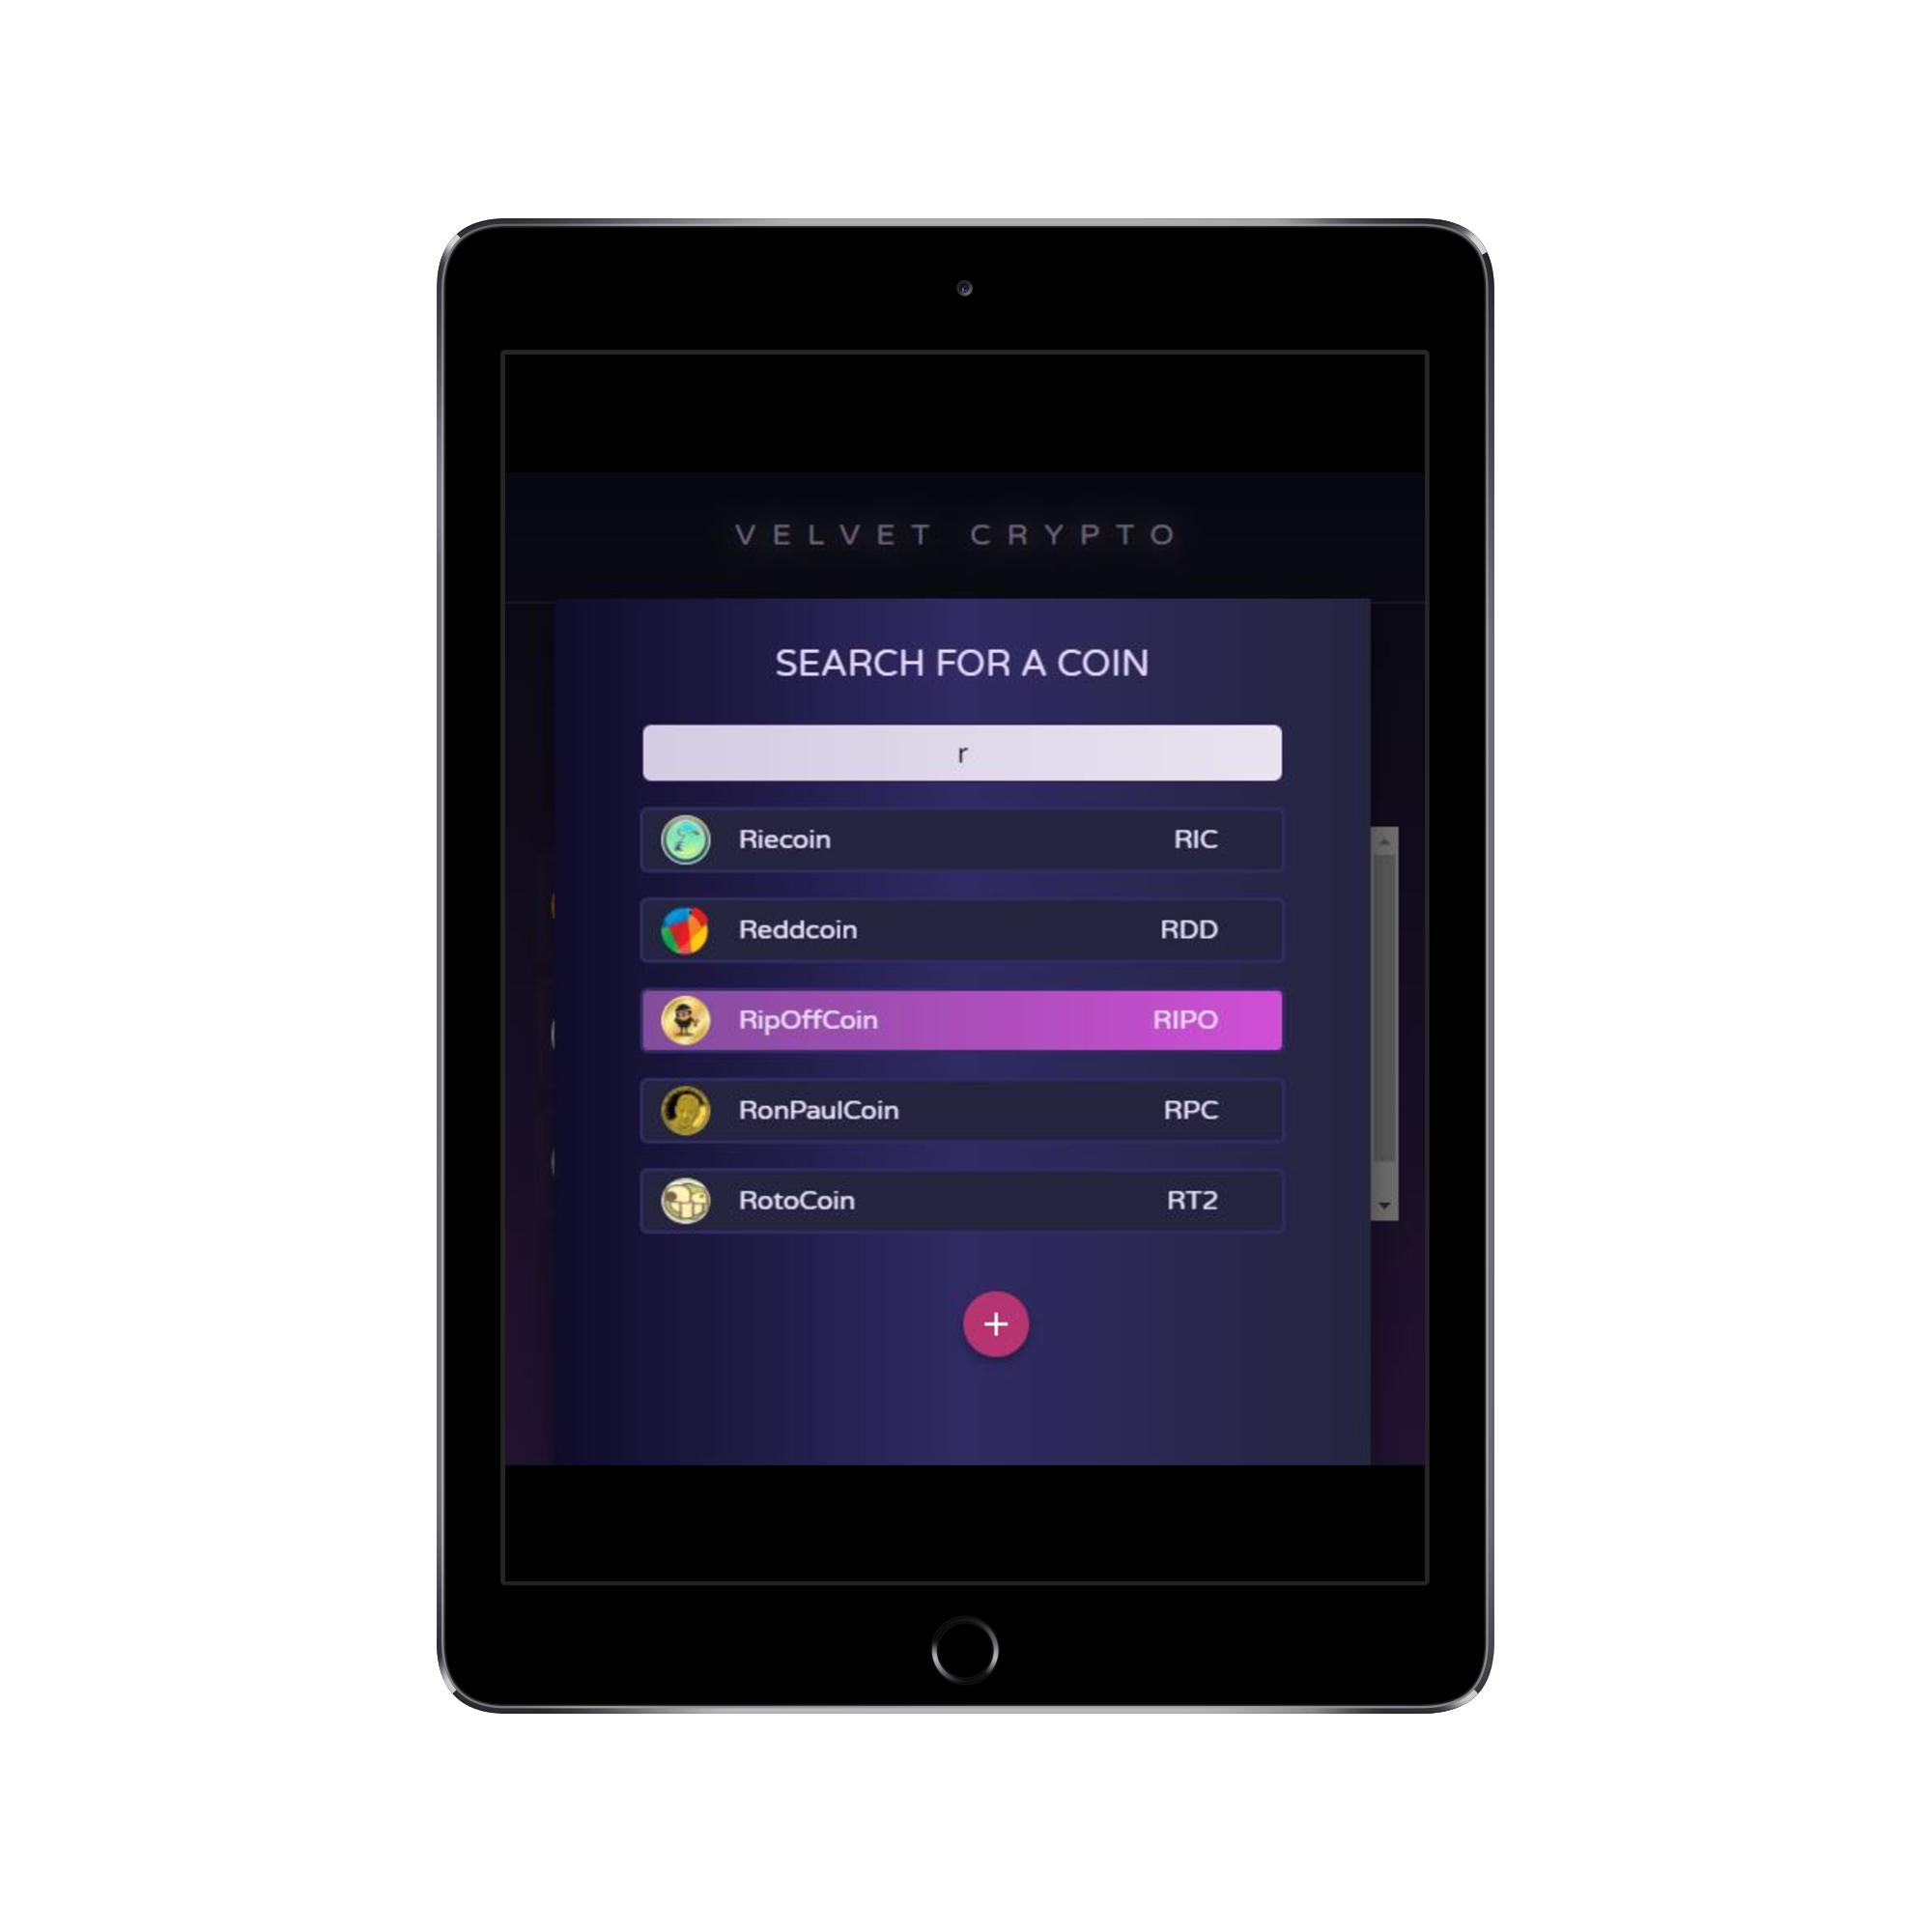 VELVET CRYPTO
SEARCH FOR A COIN
r
Riecoin RIC
Reddcoin RDD
RipOffCoin RIPO
RonPaulCoin RPC
RotoCoin RT2
+